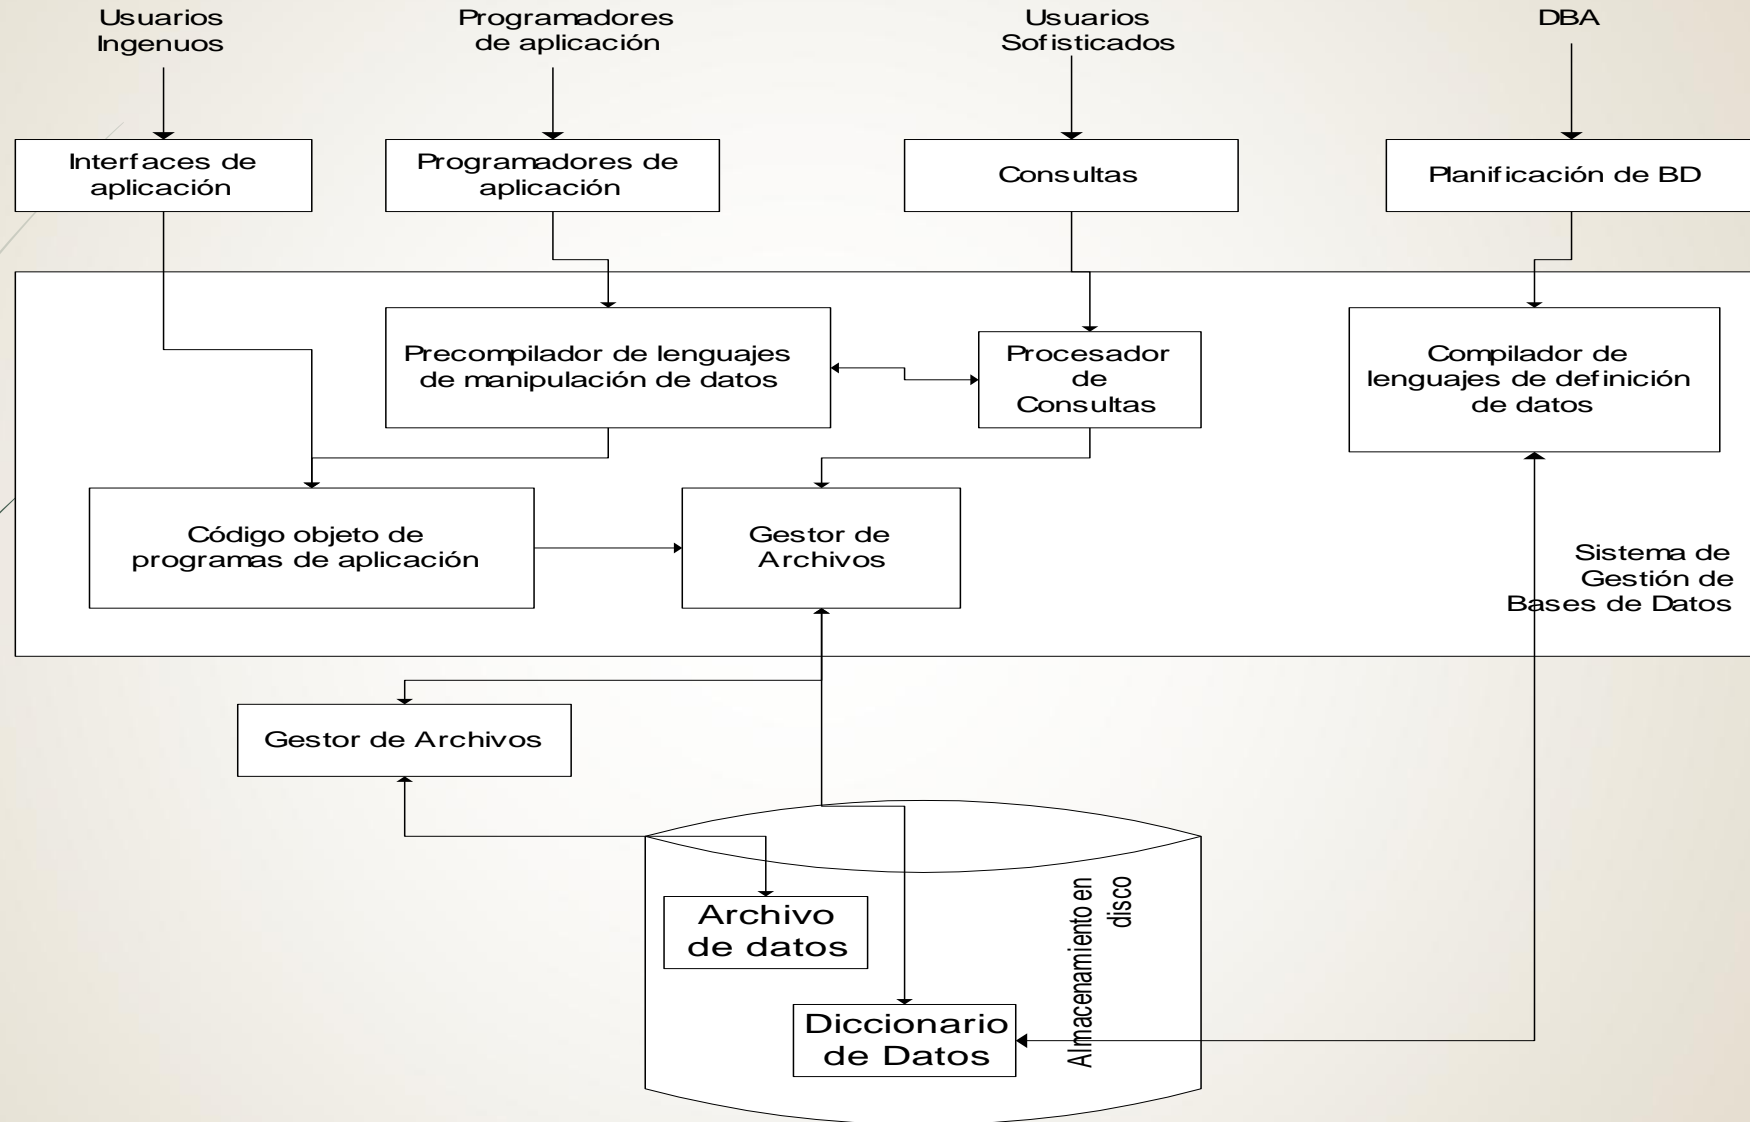 Usuarios
Ingenuos
Programadores
de aplicación
Usuarios
Sofisticados
DBA
Interfaces de
aplicación
Programadores de
aplicación
Consultas
Planificación de BD
Precompilador de lenguajes
de manipulación de datos
Procesador
de
Consultas
Compilador de
lenguajes de definición
de datos
Código objeto de
programas de aplicación
Gestor de
Archivos
Sistema de
Gestión de
Bases de Datos
Gestor de Archivos
Archivo
de datos
Almacenamiento en
disco
Diccionario
de Datos